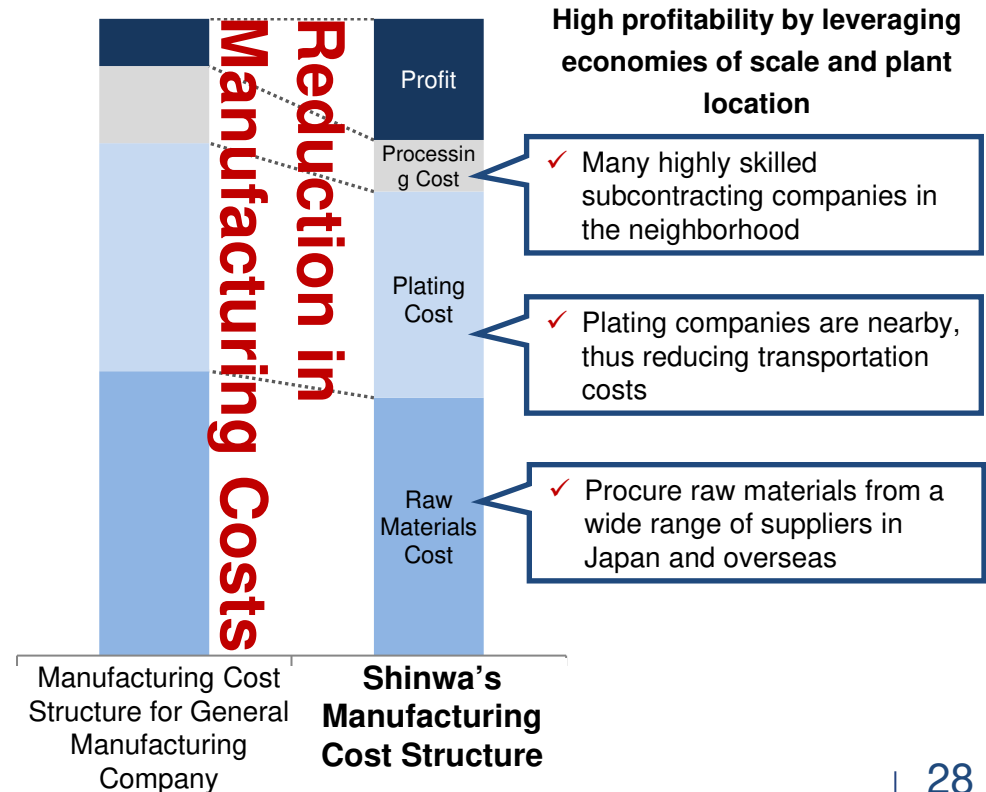 High profitability by leveraging
economies of scale and plant
location
Reduction in
Manufacturing Costs
Profit
Processin
g Cost
Plating
Cost
Raw
Materials
Cost
✓ Many highly skilled
subcontracting companies in
the neighborhood
✓ Plating companies are nearby,
thus reducing transportation
costs
✓ Procure raw materials from a
wide range of suppliers in
Japan and overseas
Manufacturing Cost
Structure for General
Manufacturing
Company
Shinwa's
Manufacturing
Cost Structure
| 28